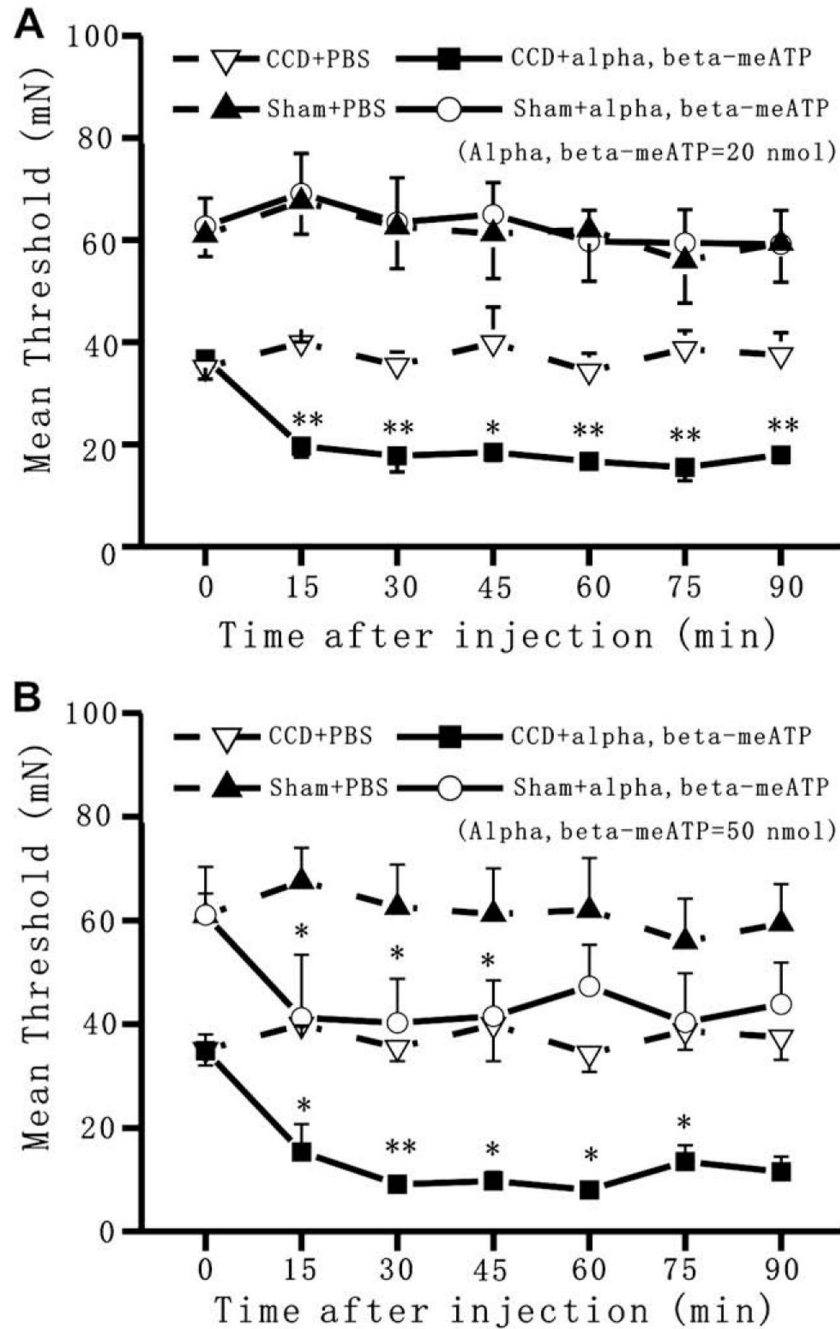 A
100
80
60
40
20
0
Mean Threshold (mN)
CCD+PBS CCD+alpha, beta-meATP
Sham+PBS Sham+alpha, beta-meATP
(Alpha, beta-meATP=20 nmol)
** ** * ** ** **
0 15 30 45 60 75 90
Time after injection (min)
B
100
80
60
40
20
0
Mean Threshold (mN)
CCD+PBS CCD+alpha, beta-meATP
Sham+PBS Sham+alpha, beta-meATP
(Alpha, beta-meATP=50 nmol)
* * *
* ** * * *
0 15 30 45 60 75 90
Time after injection (min)